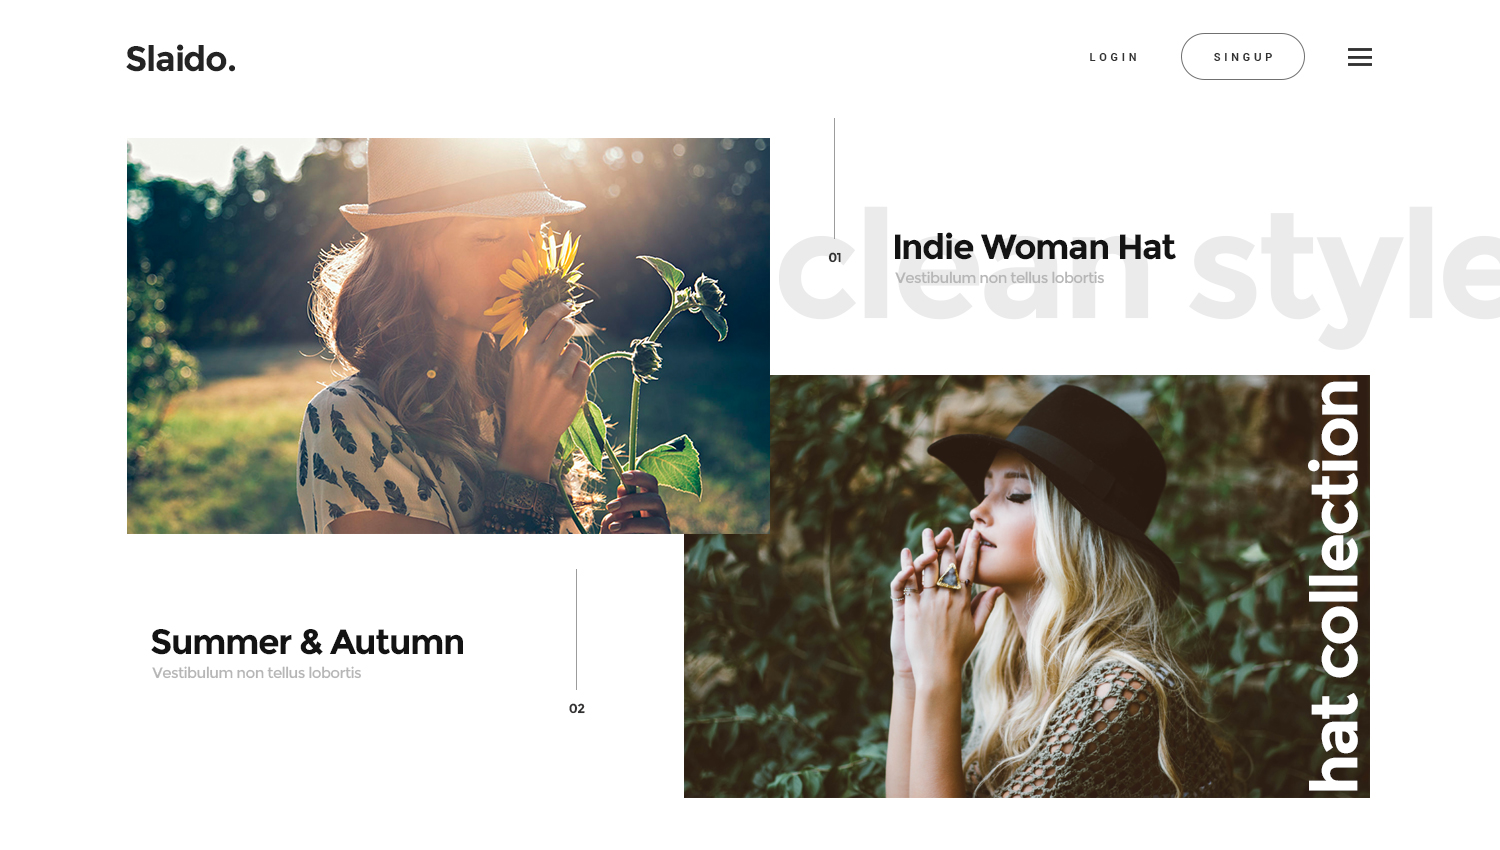 Slaido.
LOGIN
SINGUP
clean style
01
Indie Woman Hat
Vestibulum non tellus lobortis
hat collection
Summer & Autumn
Vestibulum non tellus lobortis
02